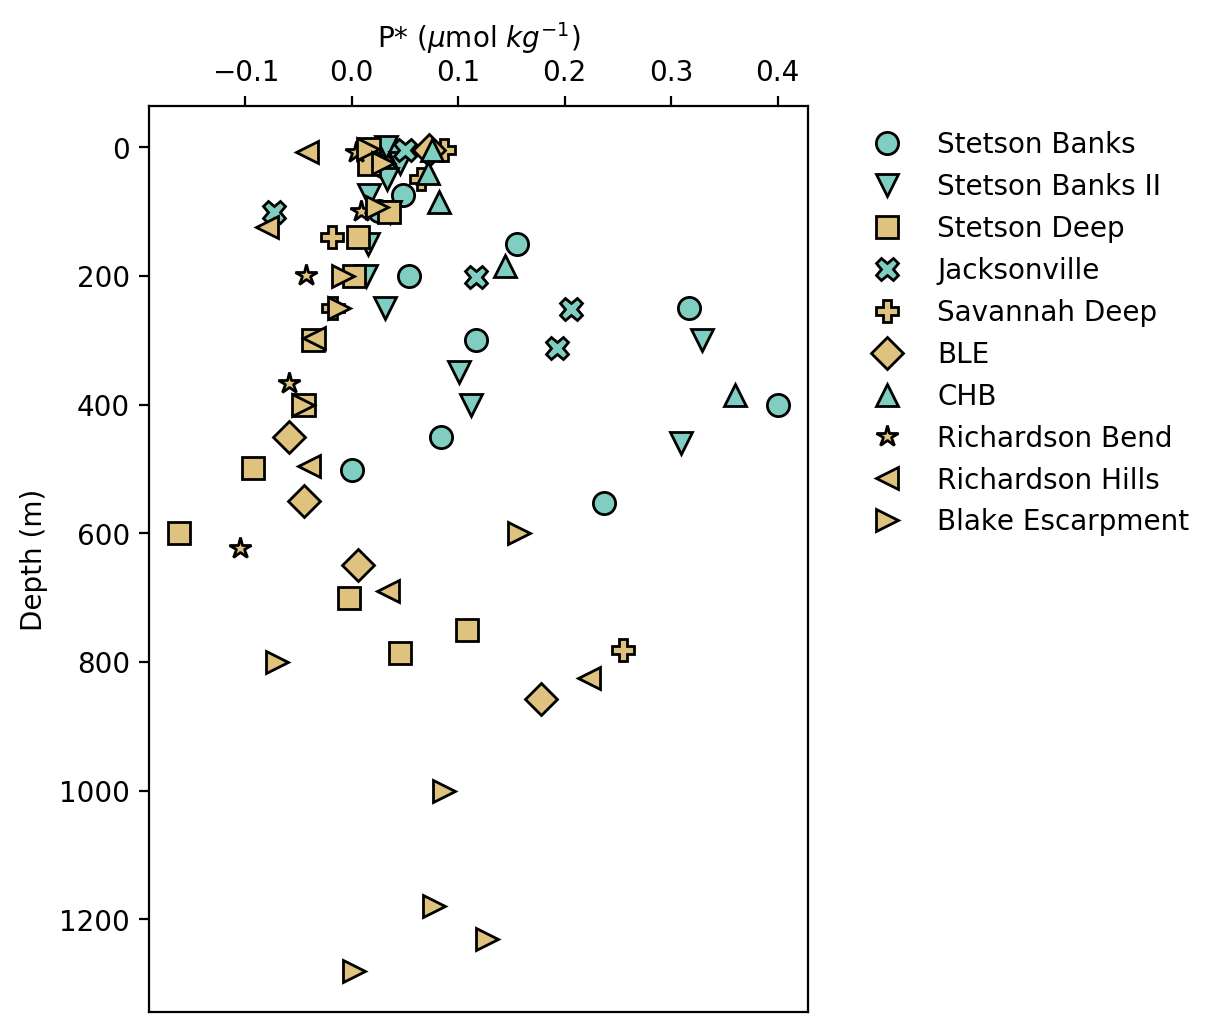 P* (μmol kg⁻¹)
−0.1 0.0 0.1 0.2 0.3 0.4
0
200
400
600
800
1000
1200
Depth (m)
Stetson Banks
Stetson Banks II
Stetson Deep
Jacksonville
Savannah Deep
BLE
CHB
Richardson Bend
Richardson Hills
Blake Escarpment